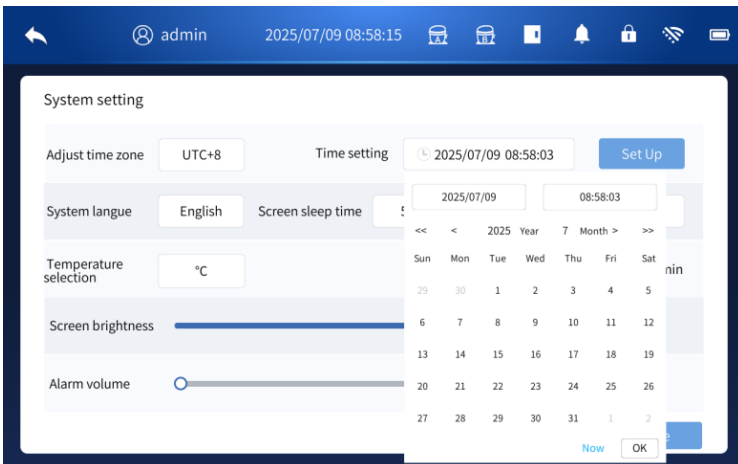 admin
2025/07/09 08:58:15
A
B
System setting
Adjust time zone
UTC+8
Time setting
2025/07/09 08:58:03
Set Up
2025/07/09
08:58:03
System langue
English
Screen sleep time
<< < 2025 Year 7 Month > >>
Sun Mon Tue Wed Thu Fri Sat
Temperature
selection
°C
29 30 1 2 3 4 5
6 7 8 9 10 11 12
Screen brightness
13 14 15 16 17 18 19
Alarm volume
20 21 22 23 24 25 26
27 28 29 30 31 1 2
Now
OK